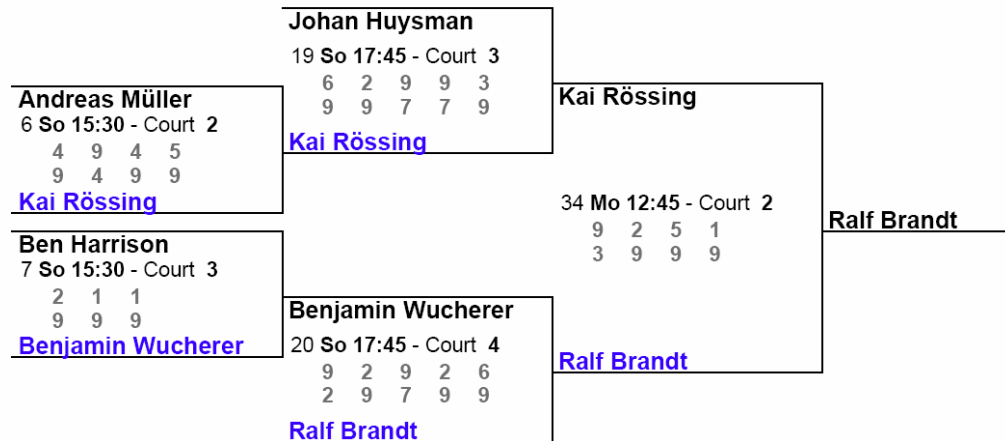 Johan Huysman
19 So 17:45 - Court 3
6 2 9 9 3
9 9 7 7 9
Kai Rössing
Andreas Müller
6 So 15:30 - Court 2
4 9 4 5
9 4 9 9
Kai Rössing
Ben Harrison
7 So 15:30 - Court 3
2 1 1
9 9 9
Benjamin Wucherer
Benjamin Wucherer
20 So 17:45 - Court 4
9 2 9 2 6
2 9 7 9 9
Ralf Brandt
Kai Rössing
34 Mo 12:45 - Court 2
9 2 5 1
3 9 9 9
Ralf Brandt
Ralf Brandt